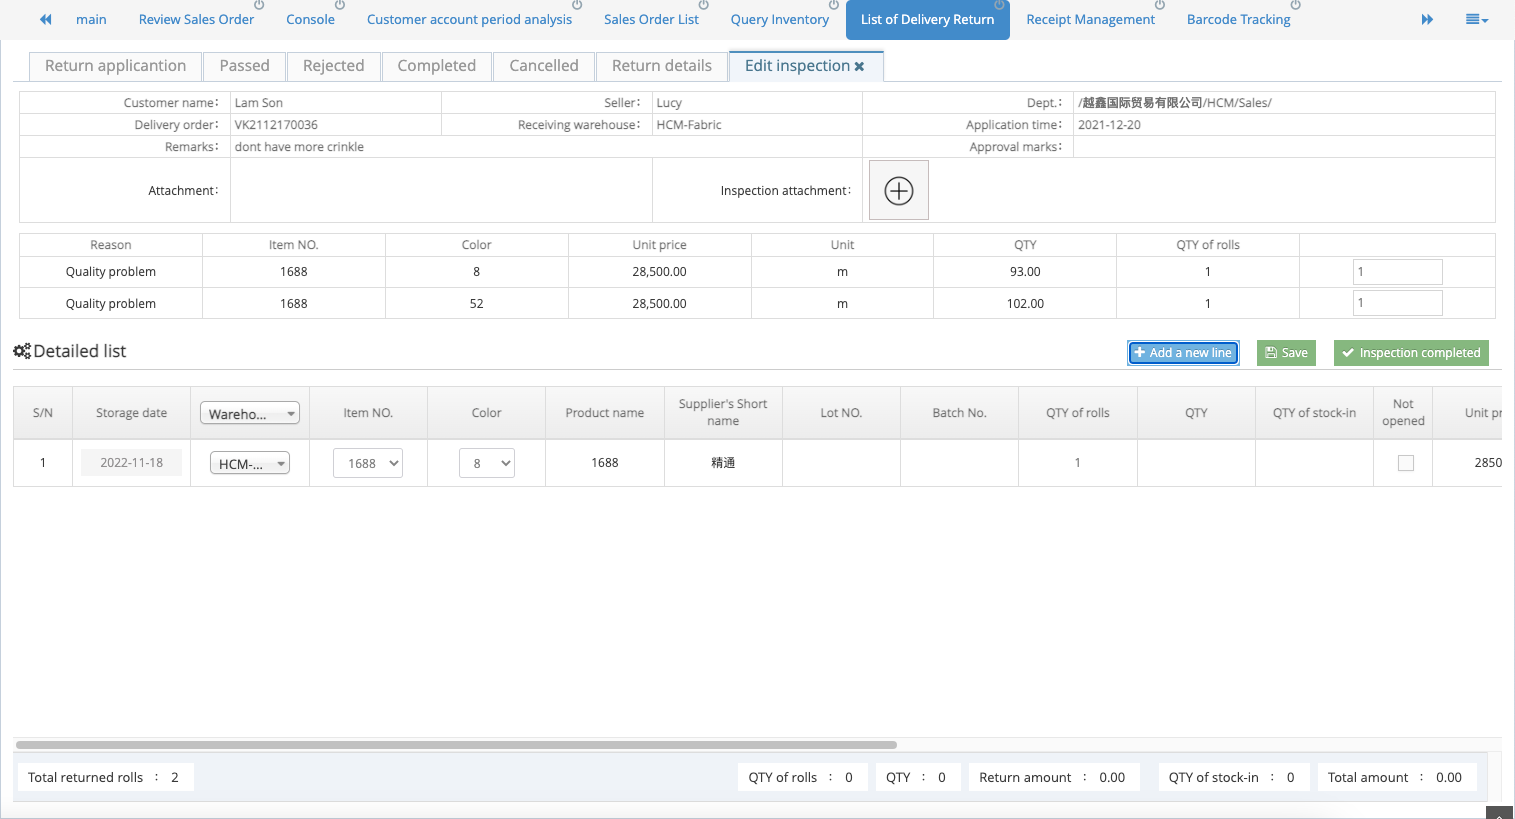 main Review Sales Order Console Customer account period analysis Sales Order List Query Inventory List of Delivery Return Receipt Management Barcode Tracking
Return applicantion Passed Rejected Completed Cancelled Return details Edit inspection
Customer name: Lam Son Seller: Lucy Dept.: /越鑫国际贸易有限公司/HCM/Sales/
Delivery order: VK2112170036 Receiving warehouse: HCM-Fabric Application time: 2021-12-20
Remarks: dont have more crinkle Approval marks:
Attachment: Inspection attachment:
Reason Item NO. Color Unit price Unit QTY QTY of rolls
Quality problem 1688 8 28,500.00 m 93.00 1 1
Quality problem 1688 52 28,500.00 m 102.00 1 1
Detailed list Add a new line Save Inspection completed
S/N Storage date Wareho... Item NO. Color Product name Supplier's Short name Lot NO. Batch No. QTY of rolls QTY QTY of stock-in Not opened Unit pr
1 2022-11-18 HCM-... 1688 8 1688 精通 1 2850
Total returned rolls : 2 QTY of rolls : 0 QTY : 0 Return amount : 0.00 QTY of stock-in : 0 Total amount : 0.00